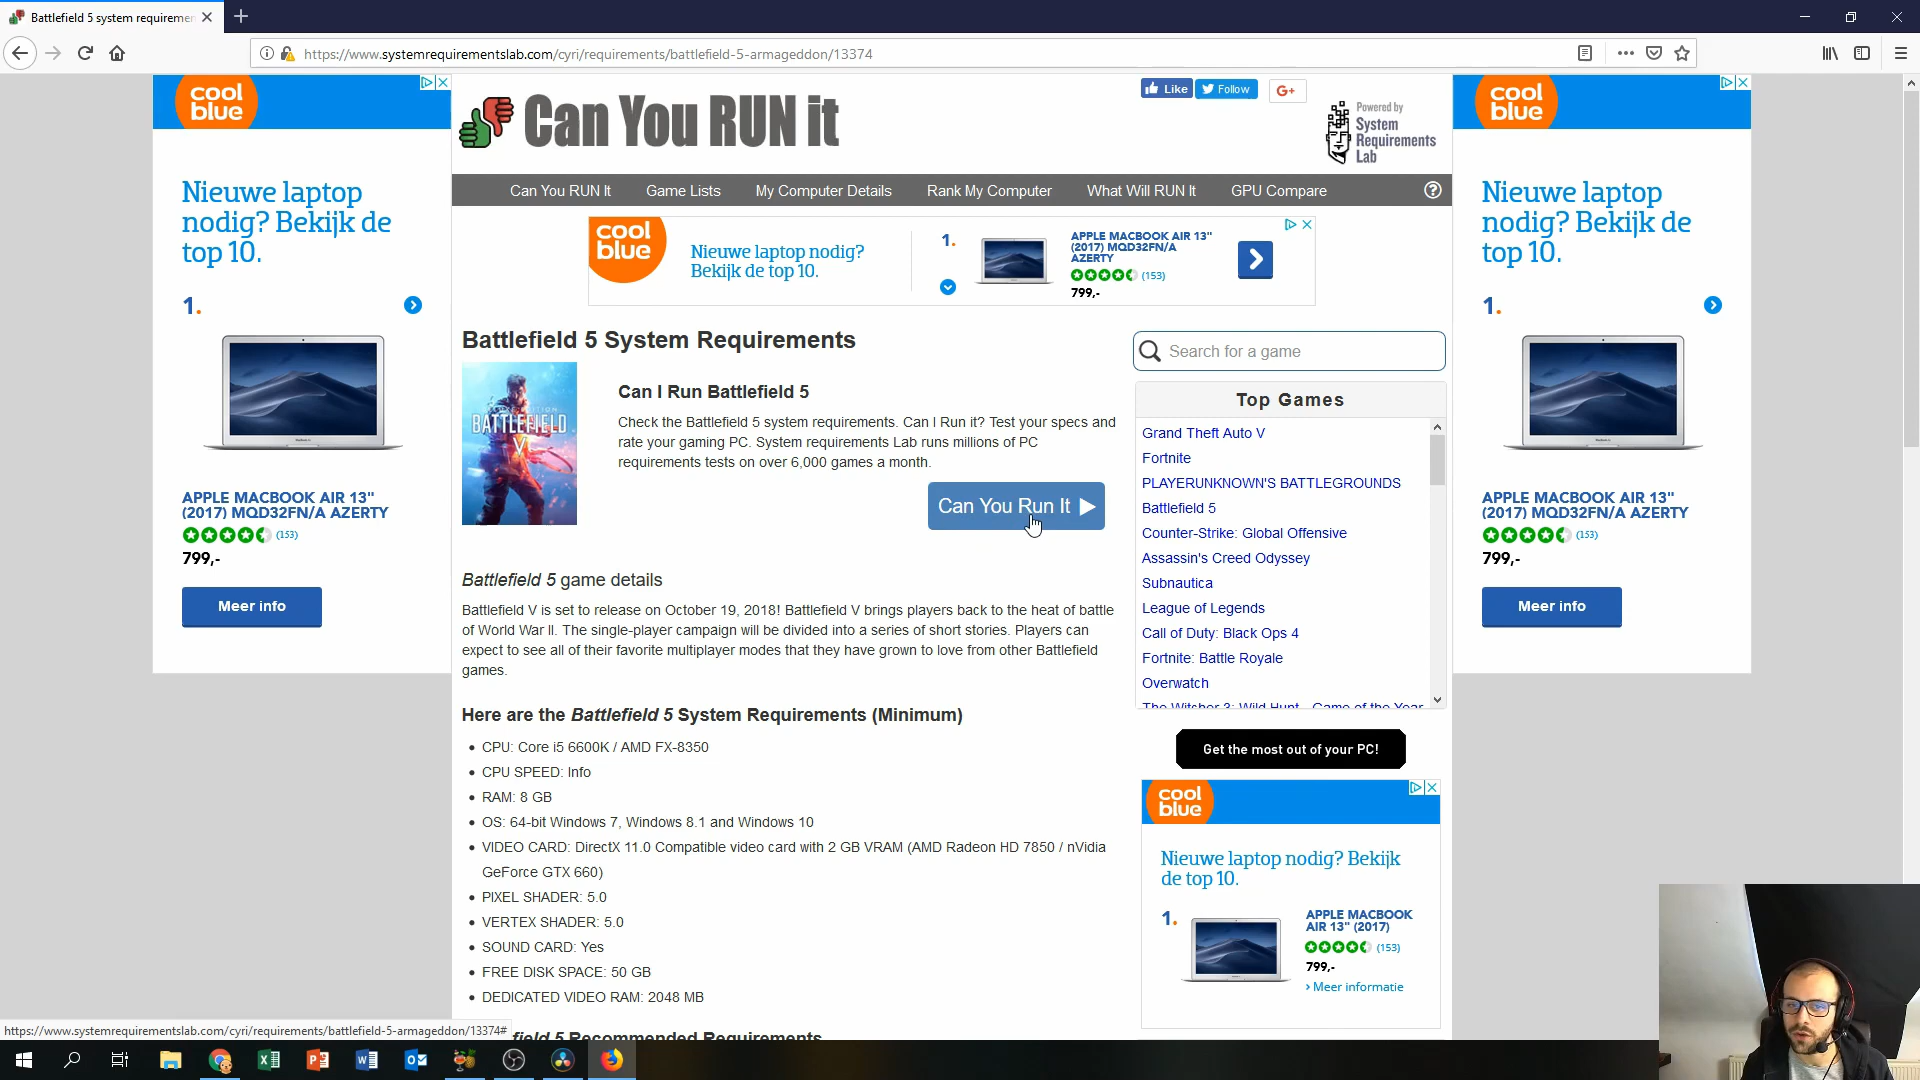 Battlefield 5 system requiremen
https://www.systemrequirementslab.com/cyri/requirements/battlefield-5-armageddon/13374
cool
blue
Nieuwe laptop
nodig? Bekijk de
top 10.
1.
APPLE MACBOOK AIR 13"
(2017) MQD32FN/A AZERTY
(153)
799,-
Meer info
Can You RUN it
Like
Follow
G+
Powered by
System
Requirements
Lab
Can You RUN It
Game Lists
My Computer Details
Rank My Computer
What Will RUN It
GPU Compare
?
cool
blue
Nieuwe laptop nodig?
Bekijk de top 10.
1.
APPLE MACBOOK AIR 13"
(2017) MQD32FN/A
AZERTY
(153)
799,-
Battlefield 5 System Requirements
BATTLEFIELD
V
Can I Run Battlefield 5
Check the Battlefield 5 system requirements. Can I Run it? Test your specs and
rate your gaming PC. System requirements Lab runs millions of PC
requirements tests on over 6,000 games a month.
Can You Run It
Battlefield 5 game details
Battlefield V is set to release on October 19, 2018! Battlefield V brings players back to the heat of battle
of World War II. The single-player campaign will be divided into a series of short stories. Players can
expect to see all of their favorite multiplayer modes that they have grown to love from other Battlefield
games.
Here are the Battlefield 5 System Requirements (Minimum)
CPU: Core i5 6600K / AMD FX-8350
CPU SPEED: Info
RAM: 8 GB
OS: 64-bit Windows 7, Windows 8.1 and Windows 10
VIDEO CARD: DirectX 11.0 Compatible video card with 2 GB VRAM (AMD Radeon HD 7850 / nVidia
GeForce GTX 660)
PIXEL SHADER: 5.0
VERTEX SHADER: 5.0
SOUND CARD: Yes
FREE DISK SPACE: 50 GB
DEDICATED VIDEO RAM: 2048 MB
field 5 Recommended Requirements
Search for a game
Top Games
Grand Theft Auto V
Fortnite
PLAYERUNKNOWN'S BATTLEGROUNDS
Battlefield 5
Counter-Strike: Global Offensive
Assassin's Creed Odyssey
Subnautica
League of Legends
Call of Duty: Black Ops 4
Fortnite: Battle Royale
Overwatch
The Witcher 3: Wild Hunt - Game of the Year
Get the most out of your PC!
cool
blue
Nieuwe laptop nodig? Bekijk
de top 10.
1.
APPLE MACBOOK
AIR 13" (2017)
(153)
799,-
Meer informatie
cool
blue
Nieuwe laptop
nodig? Bekijk de
top 10.
1.
APPLE MACBOOK AIR 13"
(2017) MQD32FN/A AZERTY
(153)
799,-
Meer info
https://www.systemrequirementslab.com/cyri/requirements/battlefield-5-armageddon/13374#